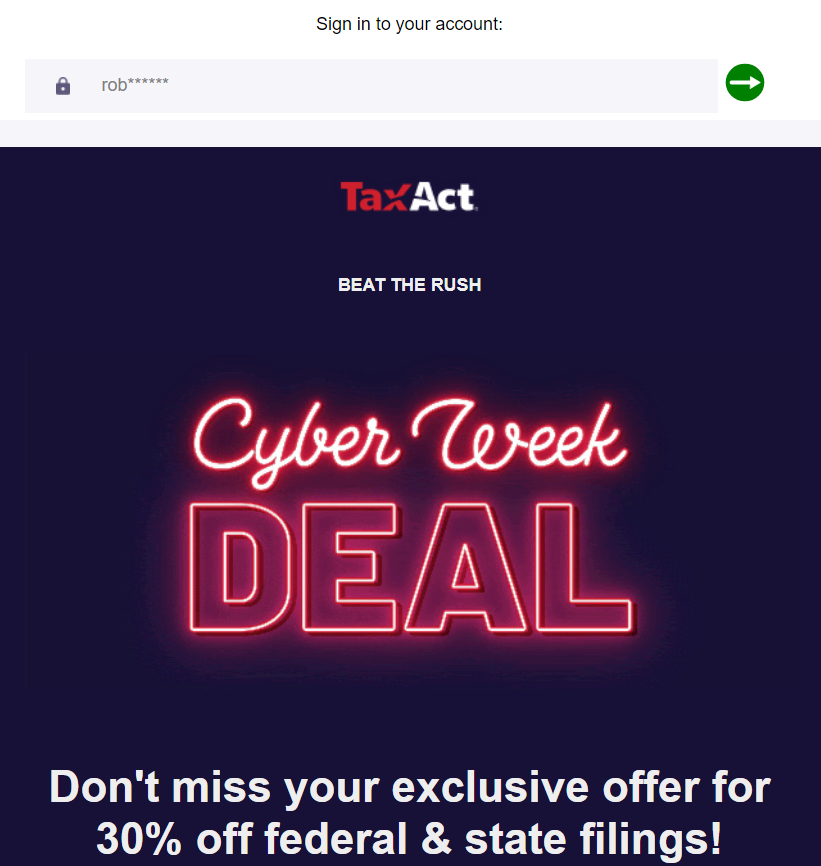 Sign in to your account:
rob******
TaxAct.
BEAT THE RUSH
Cyber Week
DEAL
Don't miss your exclusive offer for
30% off federal & state filings!